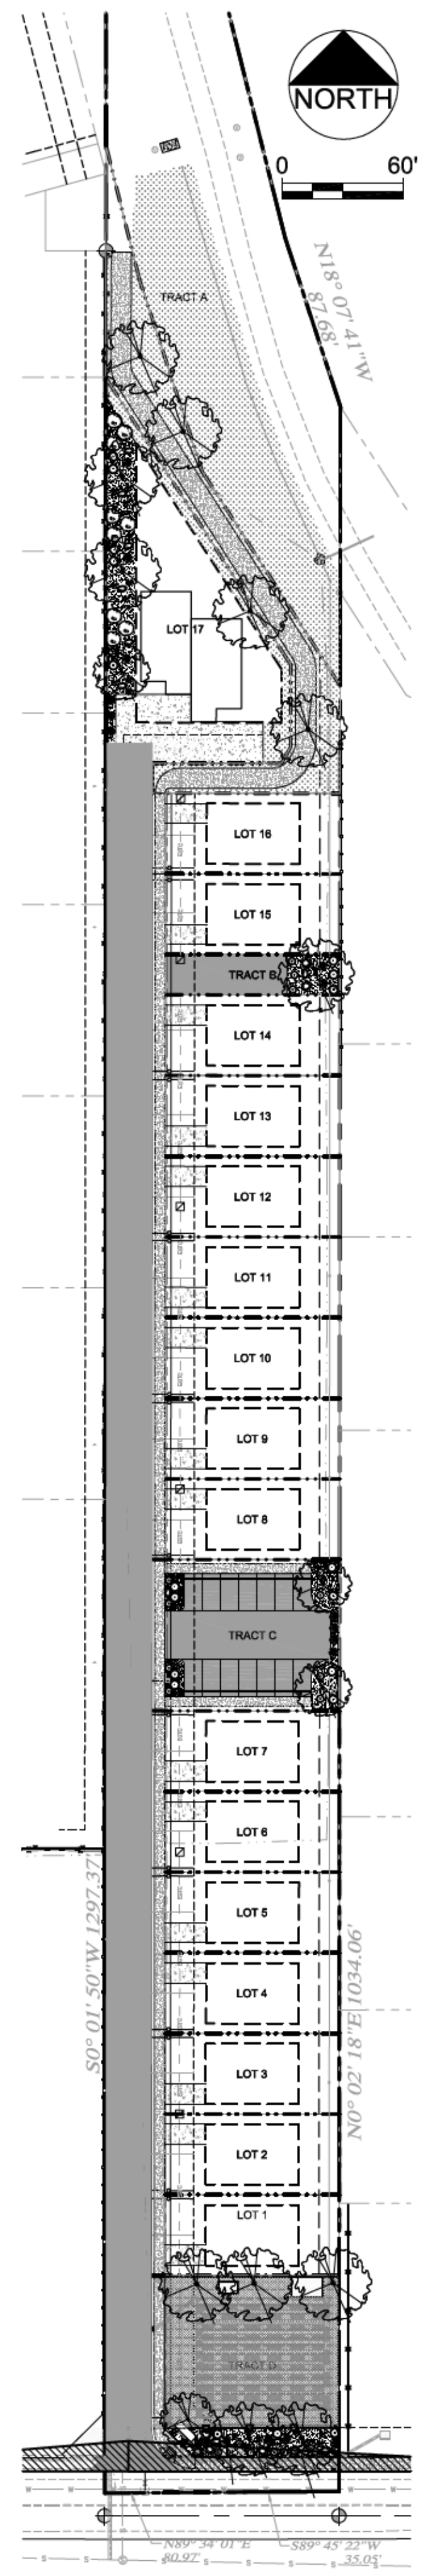 NORTH
0 60'
N18° 07' 41"W
87.68'
TRACT A
LOT 17
LOT 16
LOT 15
TRACT B
LOT 14
LOT 13
LOT 12
LOT 11
LOT 10
LOT 9
LOT 8
TRACT C
LOT 7
LOT 6
S0° 01' 50"W 1297.37'
LOT 5
N0° 02' 18"E 1034.06'
LOT 4
LOT 3
LOT 2
LOT 1
TRACT D
N89° 34' 01"E
80.97'
S89° 45' 22"W
35.05'